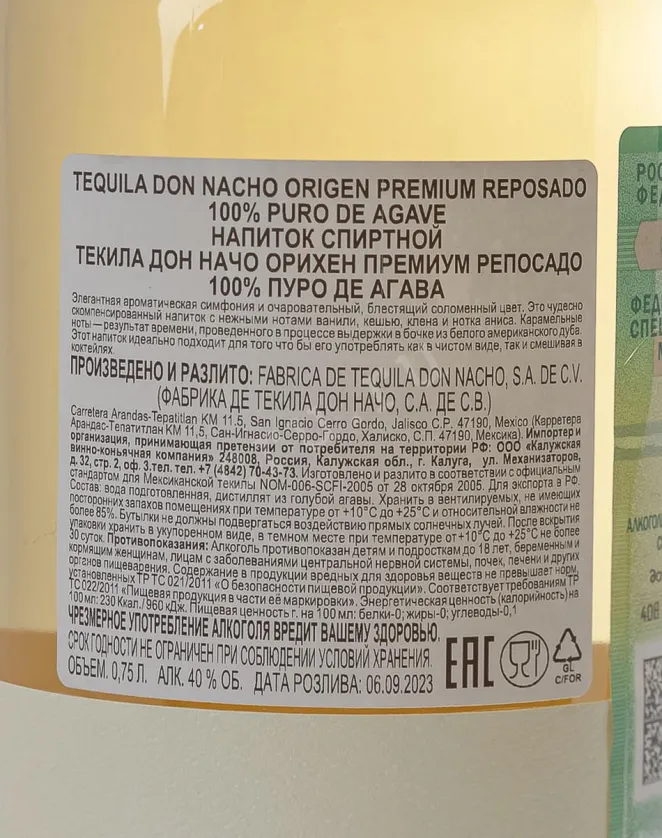 TEQUILA DON NACHO ORIGEN PREMIUM REPOSADO
100% PURO DE AGAVE
НАПИТОК СПИРТНОЙ
ТЕКИЛА ДОН НАЧО ОРИХЕН ПРЕМИУМ РЕПОСАДО
100% ПУРО ДЕ АГАВА
Элегантная ароматическая симфония и очаровательный, блестящий соломенный цвет. Это чудесно
скомпенсированный напиток с нежными нотами ванили, кешью, клена и нотка аниса. Карамельные
ноты — результат времени, проведенного в процессе выдержки в бочке из белого американского дуба.
Этот напиток идеально подходит для того что бы его употреблять как в чистом виде, так и смешивая в
коктейлях.
ПРОИЗВЕДЕНО И РАЗЛИТО: FABRICA DE TEQUILA DON NACHO, S.A. DE C.V.
(ФАБРИКА ДЕ ТЕКИЛА ДОН НАЧО, С.А. ДЕ С.В.)
Carretera Arandas-Tepatitlan KM 11.5, San Ignacio Cerro Gordo, Jalisco C.P. 47190, Mexico (Карретера
Арандас-Тепатитлан КМ 11,5, Сан-Игнасио-Серро-Гордо, Халиско, С.П. 47190, Мексика). Импортер и
организация, принимающая претензии от потребителя на территории РФ: ООО «Калужская
винно-коньячная компания» 248008, Россия, Калужская обл., г. Калуга, ул. Механизаторов,
д. 32, стр. 2, оф. 3.тел. тел. +7 (4842) 70-43-73. Изготовлено и разлито в соответствии с официальным
стандартом для Мексиканской текилы NOM-006-SCFI-2005 от 28 октября 2005. Для экспорта в РФ.
Состав: вода подготовленная, дистиллят из голубой агавы. Хранить в вентилируемых, не имеющих
посторонних запахов помещениях при температуре от +10°С до +25°С и относительной влажности не
более 85%. Бутылки не должны подвергаться воздействию прямых солнечных лучей. После вскрытия
упаковки хранить в укупоренном виде, в темном месте при температуре от +10°С до +25°С не более
30 суток. Противопоказания: Алкоголь противопоказан детям и подросткам до 18 лет, беременным и
кормящим женщинам, лицам с заболеваниями центральной нервной системы, почек, печени и других
органов пищеварения. Содержание в продукции вредных для здоровья веществ не превышает норм,
установленных ТР ТС 021/2011 «О безопасности пищевой продукции». Соответствует требованиям ТР
ТС 022/2011 «Пищевая продукция в части её маркировки». Энергетическая ценность (калорийность) на
100 мл: 230 Ккал./ 960 кДж. Пищевая ценность г. на 100 мл: белки-0; жиры-0; углеводы-0,1
ЧРЕЗМЕРНОЕ УПОТРЕБЛЕНИЕ АЛКОГОЛЯ ВРЕДИТ ВАШЕМУ ЗДОРОВЬЮ.
СРОК ГОДНОСТИ НЕ ОГРАНИЧЕН ПРИ СОБЛЮДЕНИИ УСЛОВИЙ ХРАНЕНИЯ.
ОБЪЕМ. 0,75 Л. АЛК. 40 % ОБ. ДАТА РОЗЛИВА: 06.09.2023
EAC
GL
C/FOR
РОС
ФЕД
ФЕД
СПЕ